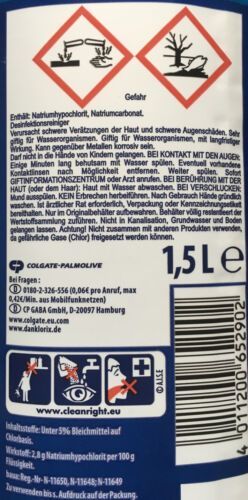 Gefahr
Enthält: Natriumhypochlorit, Natriumcarbonat.
Desinfektionsreiniger
Verursacht schwere Verätzungen der Haut und schwere Augenschäden. Sehr
giftig für Wasserorganismen. Giftig für Wasserorganismen, mit langfristiger
Wirkung. Kann gegenüber Metallen korrosiv sein.
Darf nicht in die Hände von Kindern gelangen. BEI KONTAKT MIT DEN AUGEN:
Einige Minuten lang behutsam mit Wasser spülen. Eventuell vorhandene
Kontaktlinsen nach Möglichkeit entfernen. Weiter spülen. Sofort
GIFTINFORMATIONSZENTRUM oder Arzt anrufen. BEI BERÜHRUNG MIT DER
HAUT (oder dem Haar): Haut mit Wasser abwaschen. BEI VERSCHLUCKEN:
Mund ausspülen. KEIN Erbrechen herbeiführen. Nach Gebrauch Hände gründlich
waschen. Ist ärztlicher Rat erforderlich, Verpackung oder Kennzeichnungsetikett
bereithalten. Nur im Originalbehälter aufbewahren. Behälter völlig restentleert der
Wertstoffsammlung zuführen. Nicht in Kanalisation, Grundwasser oder den Boden
gelangen lassen. Achtung! Nicht zusammen mit anderen Produkten verwenden,
da gefährliche Gase (Chlor) freigesetzt werden können.
COLGATE-PALMOLIVE
Bei Fragen:
0180-2-326-556 (0,06€ pro Anruf, max
0,42€/Min. aus Mobilfunknetzen)
CP GABA GmbH, D-20097 Hamburg
www.colgate.eu.com
www.danklorix.de
1,5L e
www.cleanright.eu
© A.I.S.E
4 011200 652902
Inhaltsstoffe: Unter 5% Bleichmittel auf
Chlorbasis.
Wirkstoff: 2,8 g Natriumhypochlorit per 100 g
Flüssigkeit.
baua: Reg.-Nr- N-11650, N-11648; N-11649